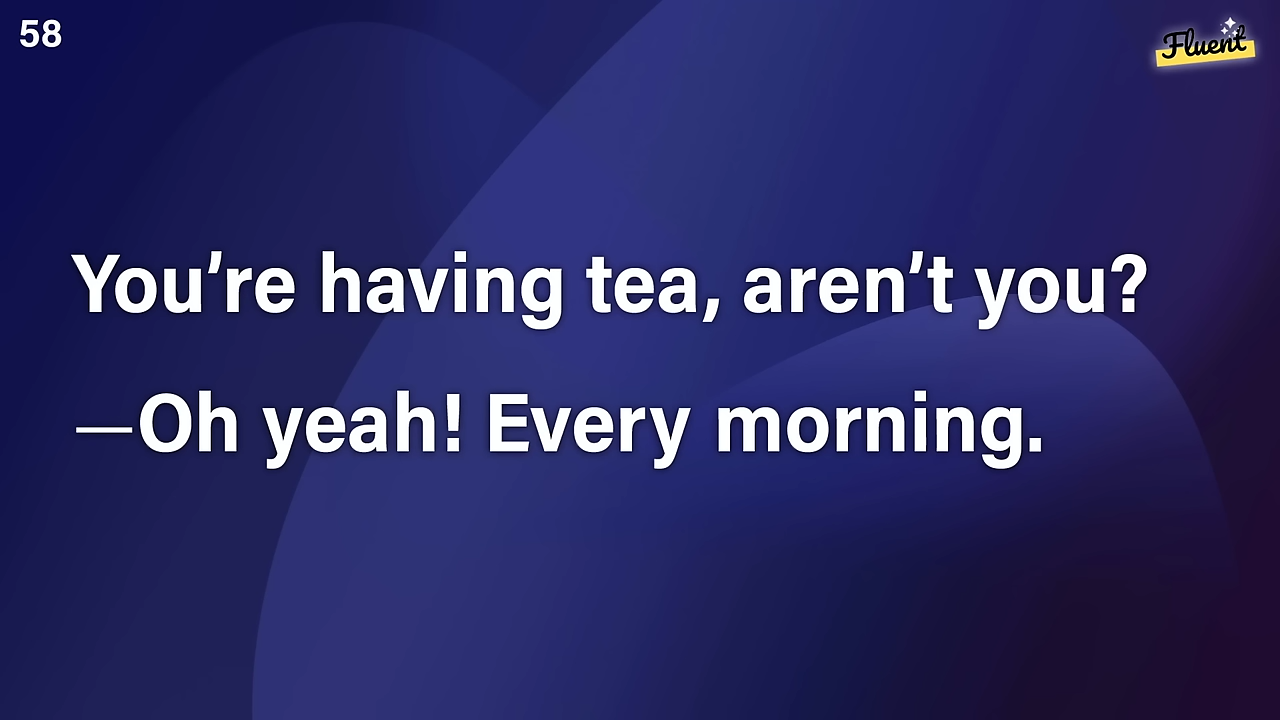 58
Fluent
You’re having tea, aren’t you?
—Oh yeah! Every morning.